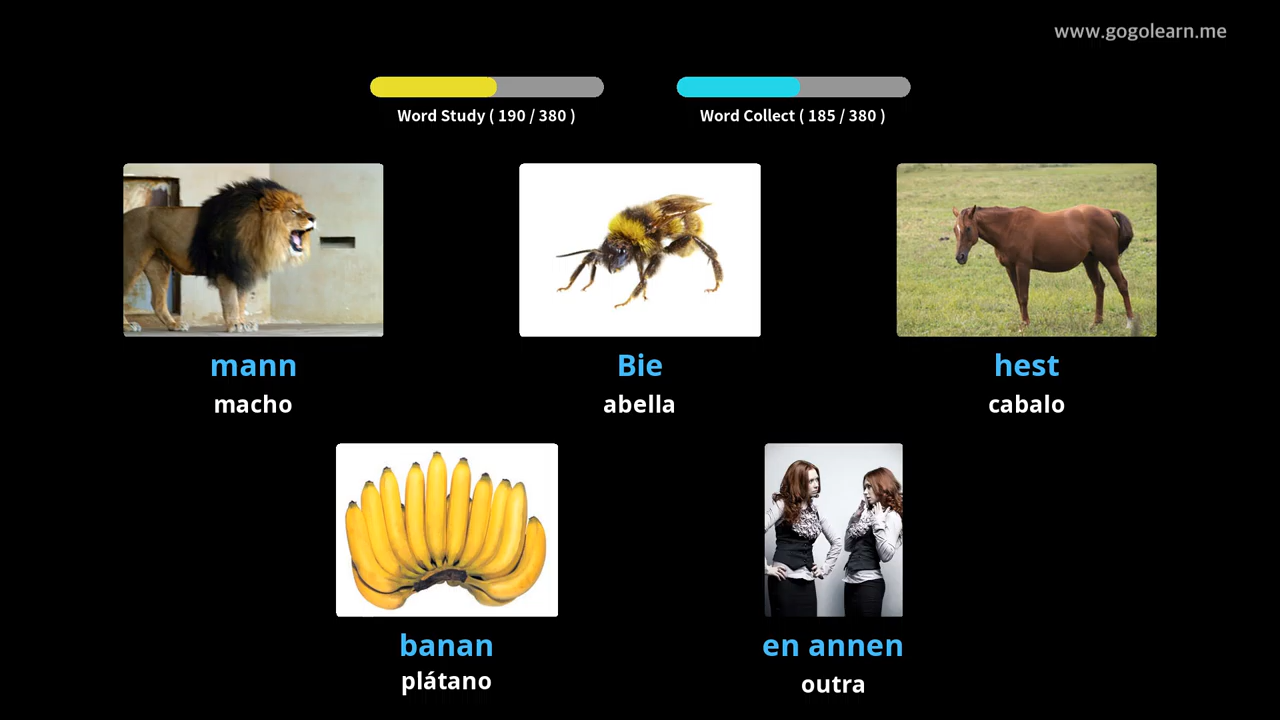 www.gogolearn.me
Word Study ( 190 / 380 )
Word Collect ( 185 / 380 )
mann
macho
Bie
abella
hest
cabalo
banan
plátano
en annen
outra